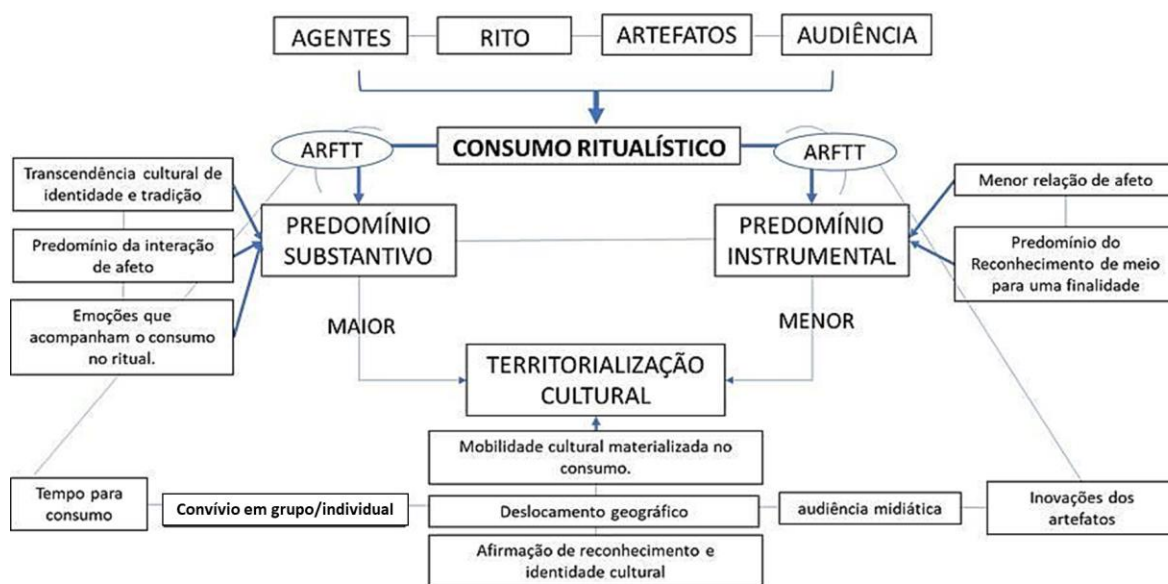 AGENTES
RITO
ARTEFATOS
AUDIÊNCIA
ARFTT
CONSUMO RITUALÍSTICO
ARFTT
Transcendência cultural de
identidade e tradição
Predomínio da interação
de afeto
Emoções que
acompanham o consumo
no ritual.
PREDOMÍNIO
SUBSTANTIVO
PREDOMÍNIO
INSTRUMENTAL
Menor relação de afeto
Predomínio do
Reconhecimento de meio
para uma finalidade
MAIOR
MENOR
TERRITORIALIZAÇÃO
CULTURAL
Mobilidade cultural materializada no
consumo.
Tempo para
consumo
Convívio em grupo/individual
Deslocamento geográfico
audiência midiática
Inovações dos
artefatos
Afirmação de reconhecimento e
identidade cultural